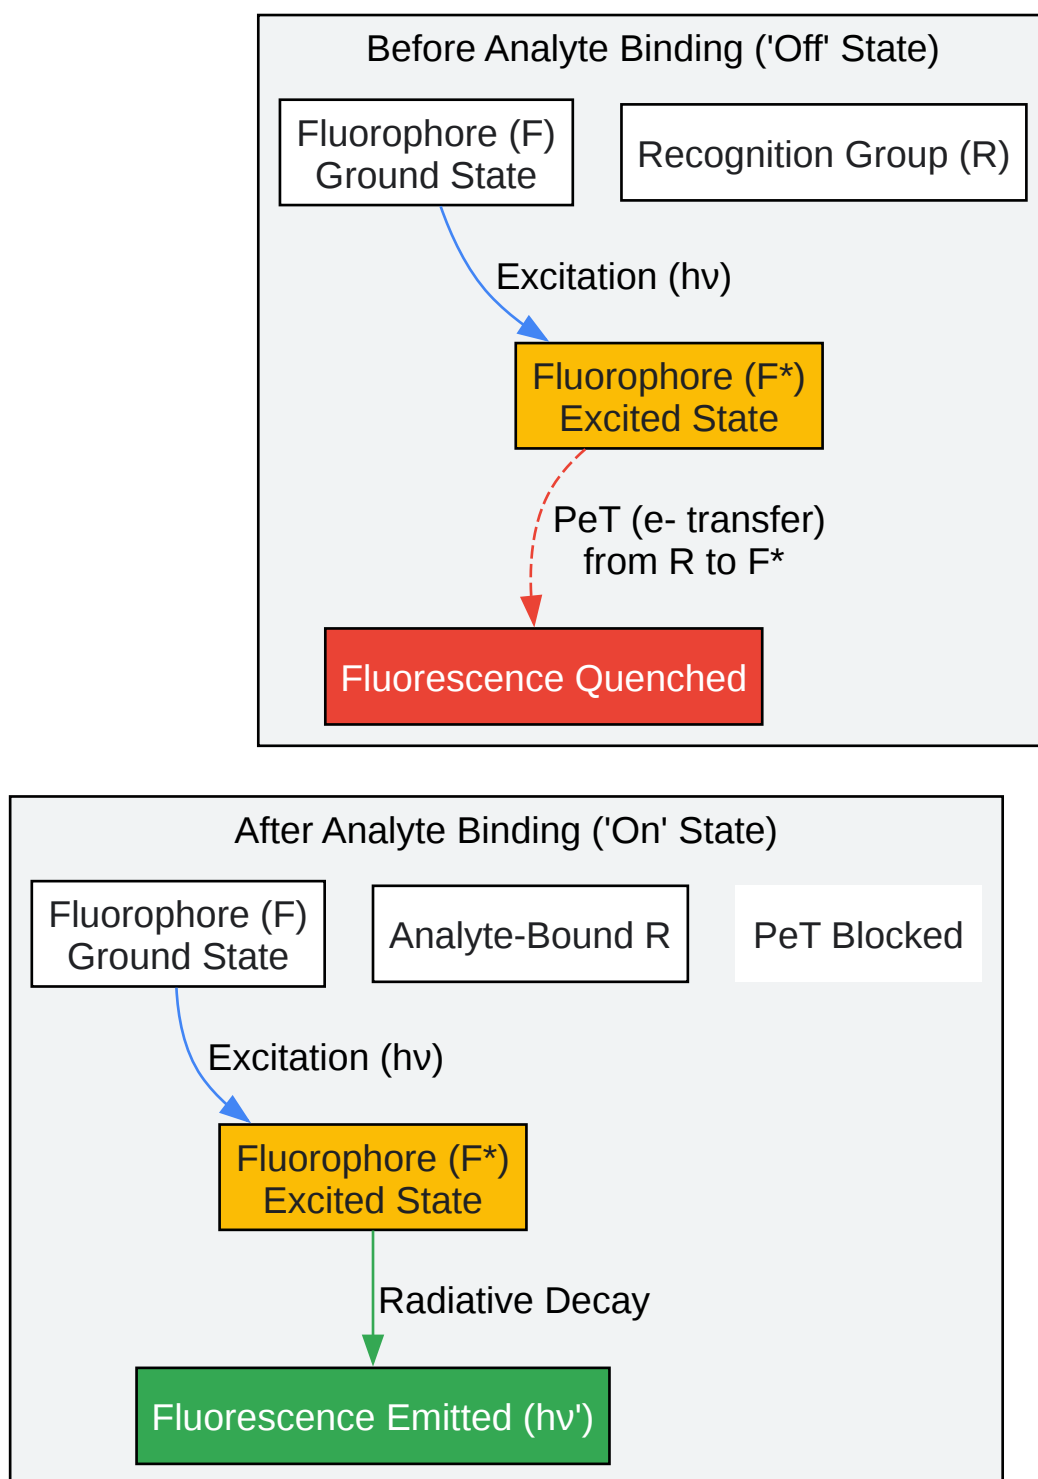 Before Analyte Binding ('Off' State)
Fluorophore (F)
Ground State
Recognition Group (R)
Excitation (hν)
Fluorophore (F*)
Excited State
PeT (e- transfer)
from R to F*
Fluorescence Quenched
After Analyte Binding ('On' State)
Fluorophore (F)
Ground State
Analyte-Bound R
PeT Blocked
Excitation (hν)
Fluorophore (F*)
Excited State
Radiative Decay
Fluorescence Emitted (hν')